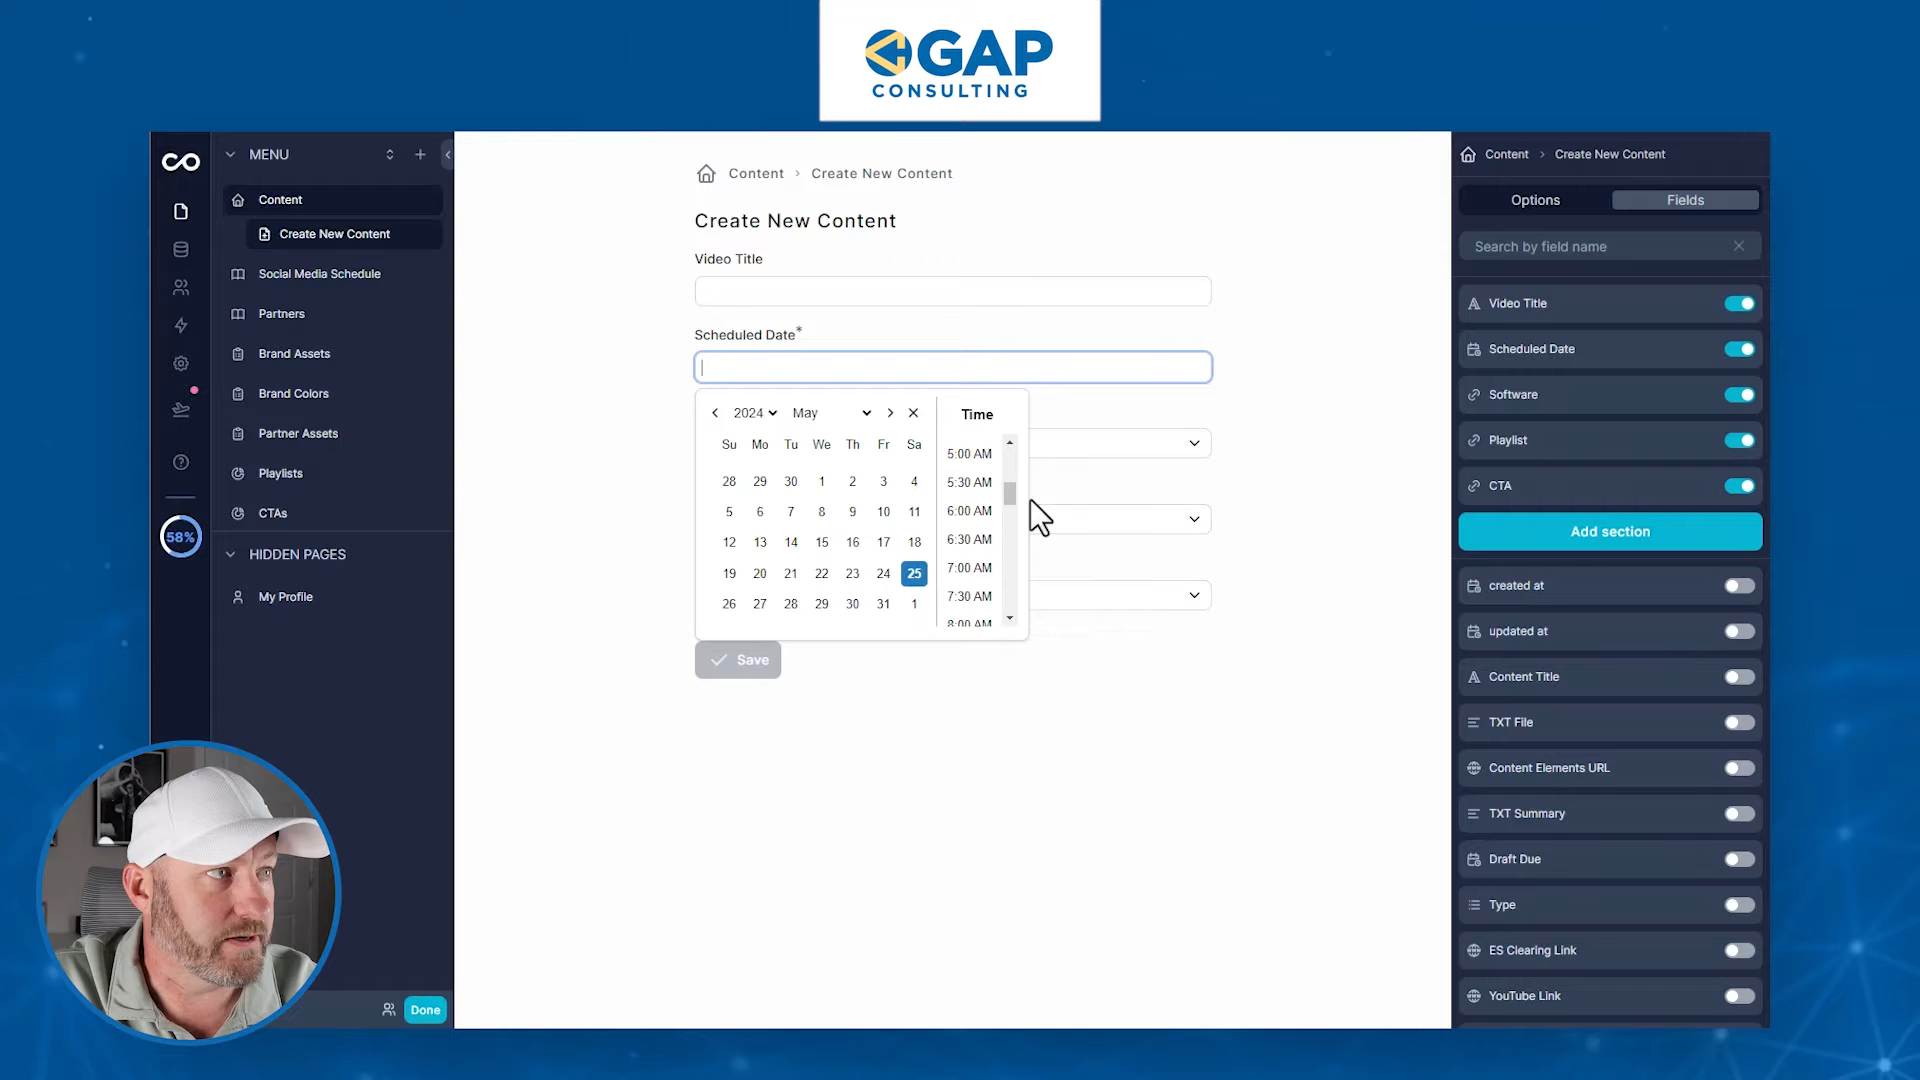 GAP
CONSULTING
MENU
Content
Create New Content
Social Media Schedule
Partners
Brand Assets
Brand Colors
Partner Assets
Playlists
CTAs
HIDDEN PAGES
My Profile
58%
Done
Content > Create New Content
Create New Content
Video Title
Scheduled Date*
2024 May
Su Mo Tu We Th Fr Sa
28 29 30 1 2 3 4
5 6 7 8 9 10 11
12 13 14 15 16 17 18
19 20 21 22 23 24 25
26 27 28 29 30 31 1
Time
5:00 AM
5:30 AM
6:00 AM
6:30 AM
7:00 AM
7:30 AM
8:00 AM
Save
Content > Create New Content
Options Fields
Search by field name
Video Title
Scheduled Date
Software
Playlist
CTA
Add section
created at
updated at
Content Title
TXT File
Content Elements URL
TXT Summary
Draft Due
Type
ES Clearing Link
YouTube Link